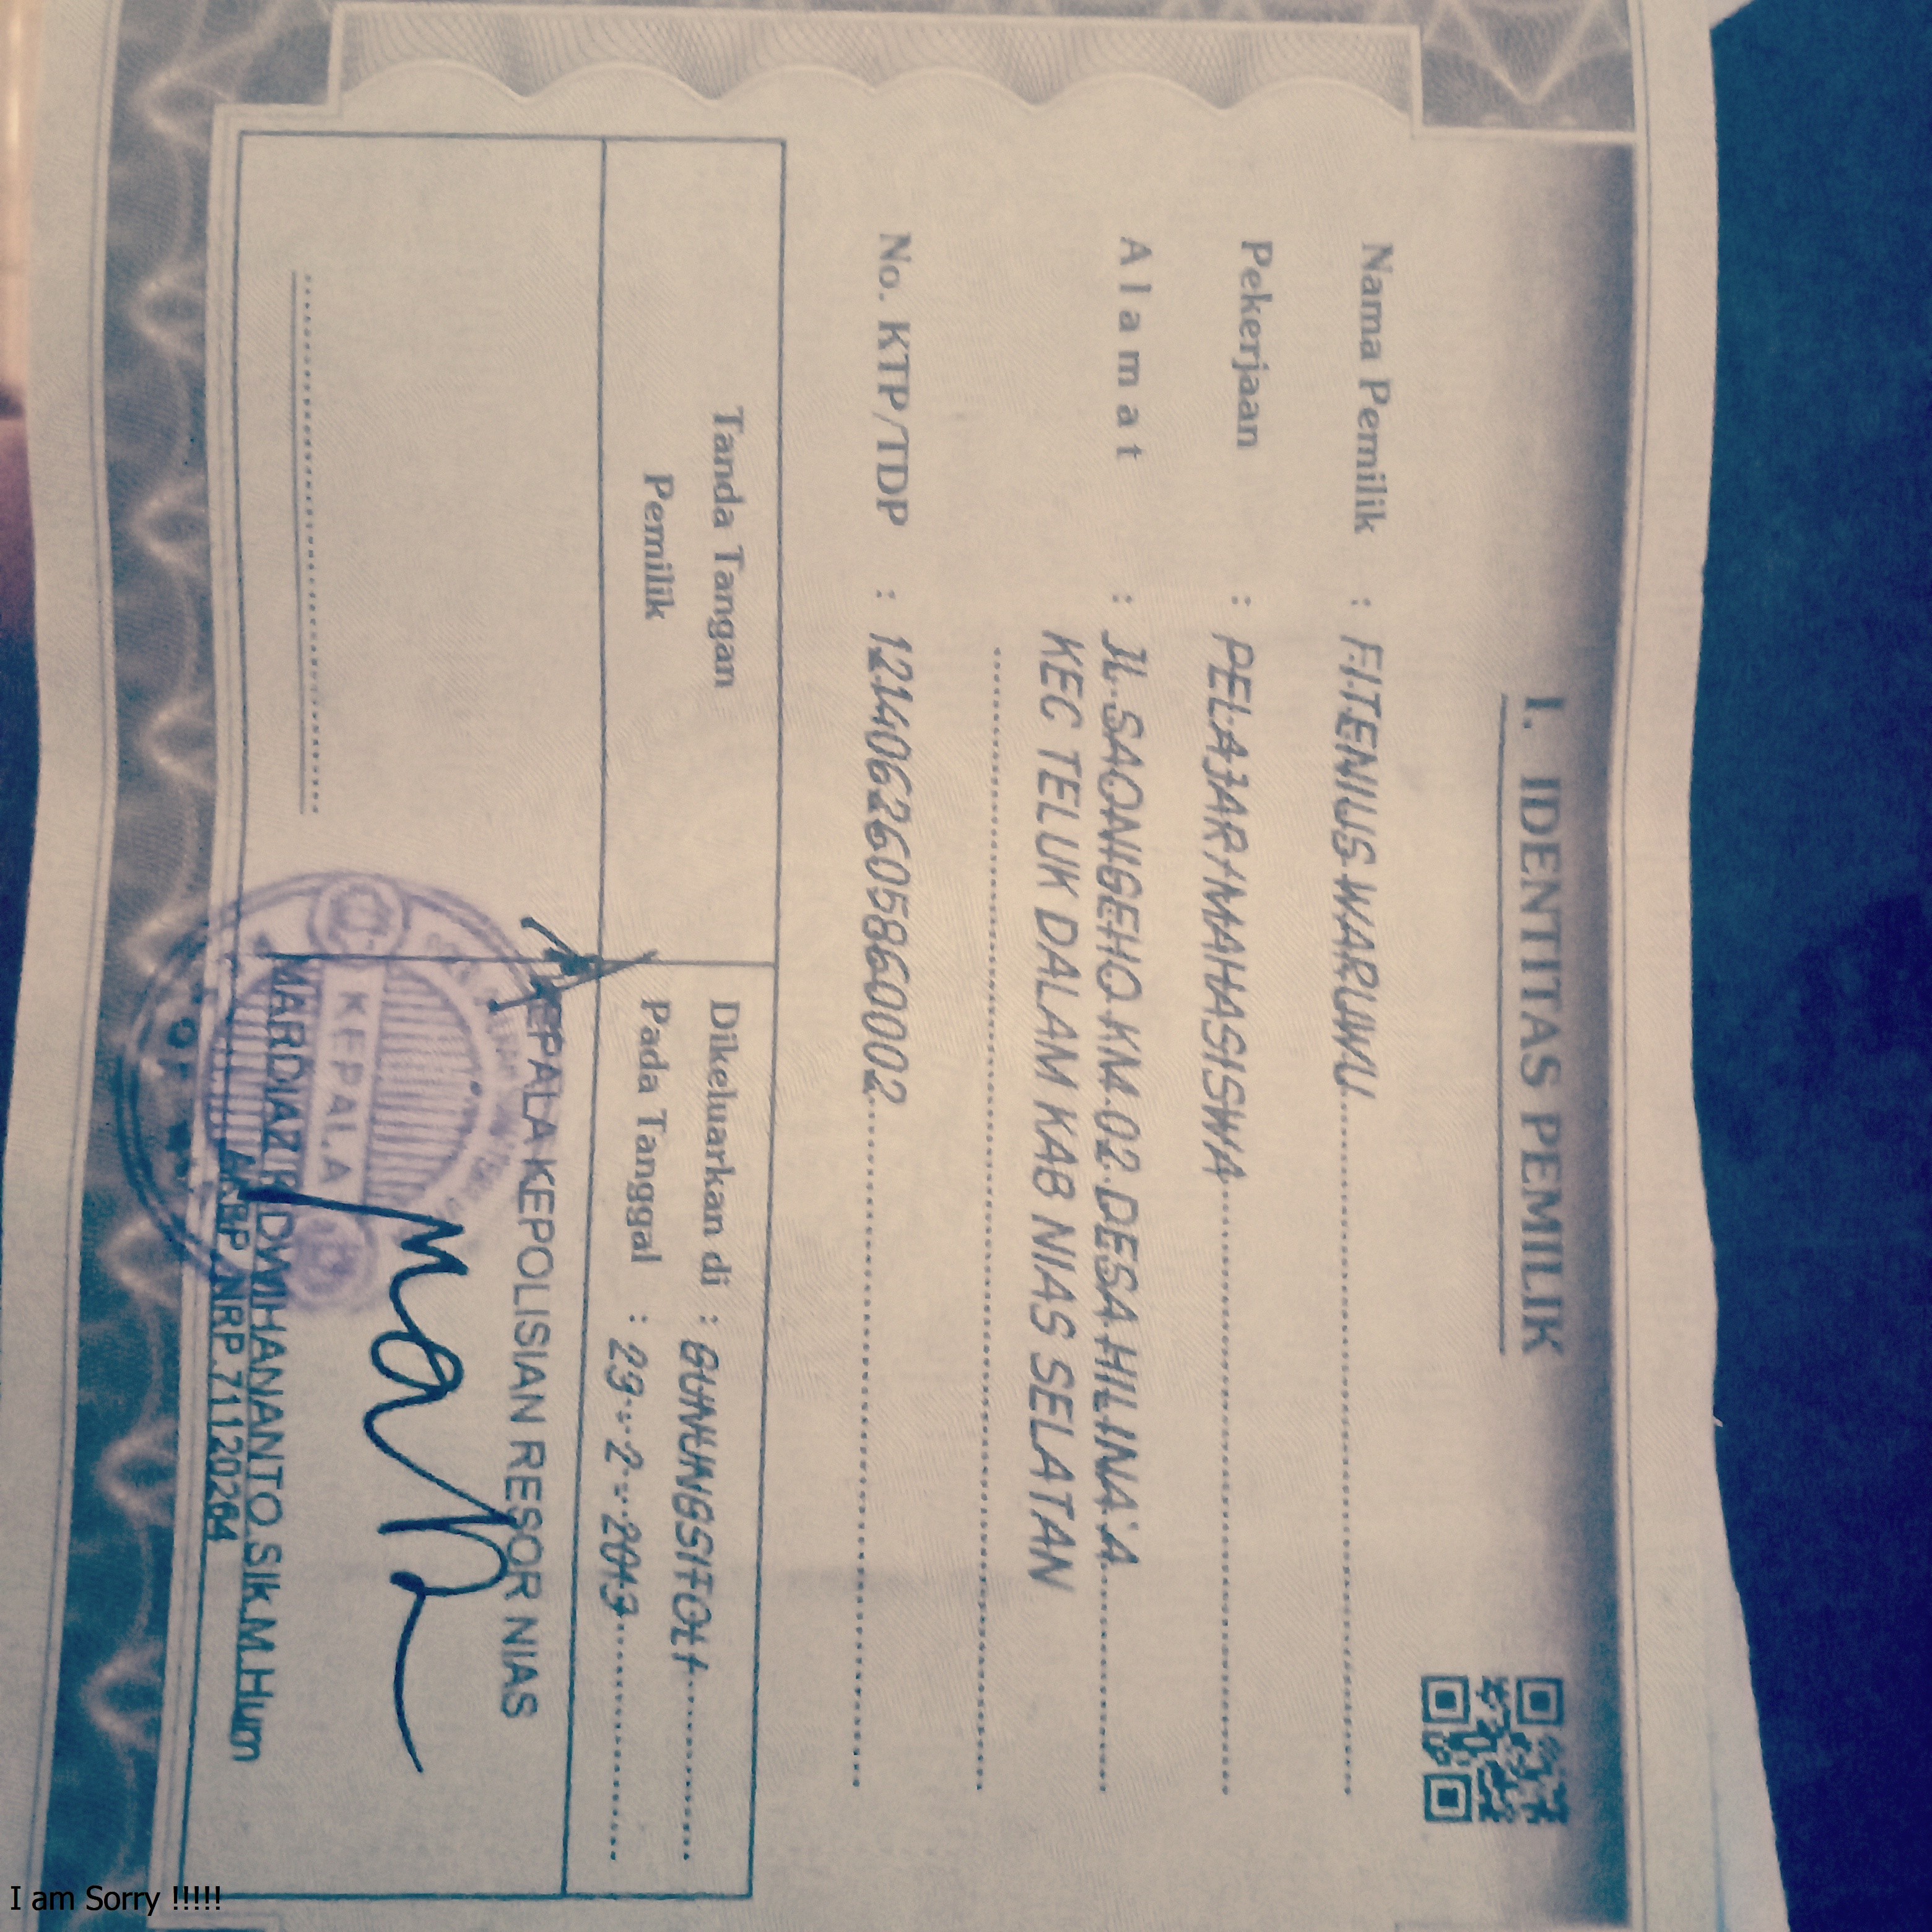 I. IDENTITAS PEMILIK
Nama Pemilik : FITENIUS WARUWU
Pekerjaan : PELAJAR / MAHASISWA
Alamat : JL SAONIGEHO KM 02 DESA HILINA'A
KEC TELUK DALAM KAB NIAS SELATAN
No. KTP/TDP : 1214062605860002
Tanda Tangan
Pemilik
Dikeluarkan di : GUNUNGSITOLI
Pada Tanggal : 23 - 2 - 2013
KEPALA KEPOLISIAN RESOR NIAS
KEPALA
MARDIAZ K DWIHANANTO.SIK.M.Hum
AKBP NRP.71120264
I am Sorry !!!!!